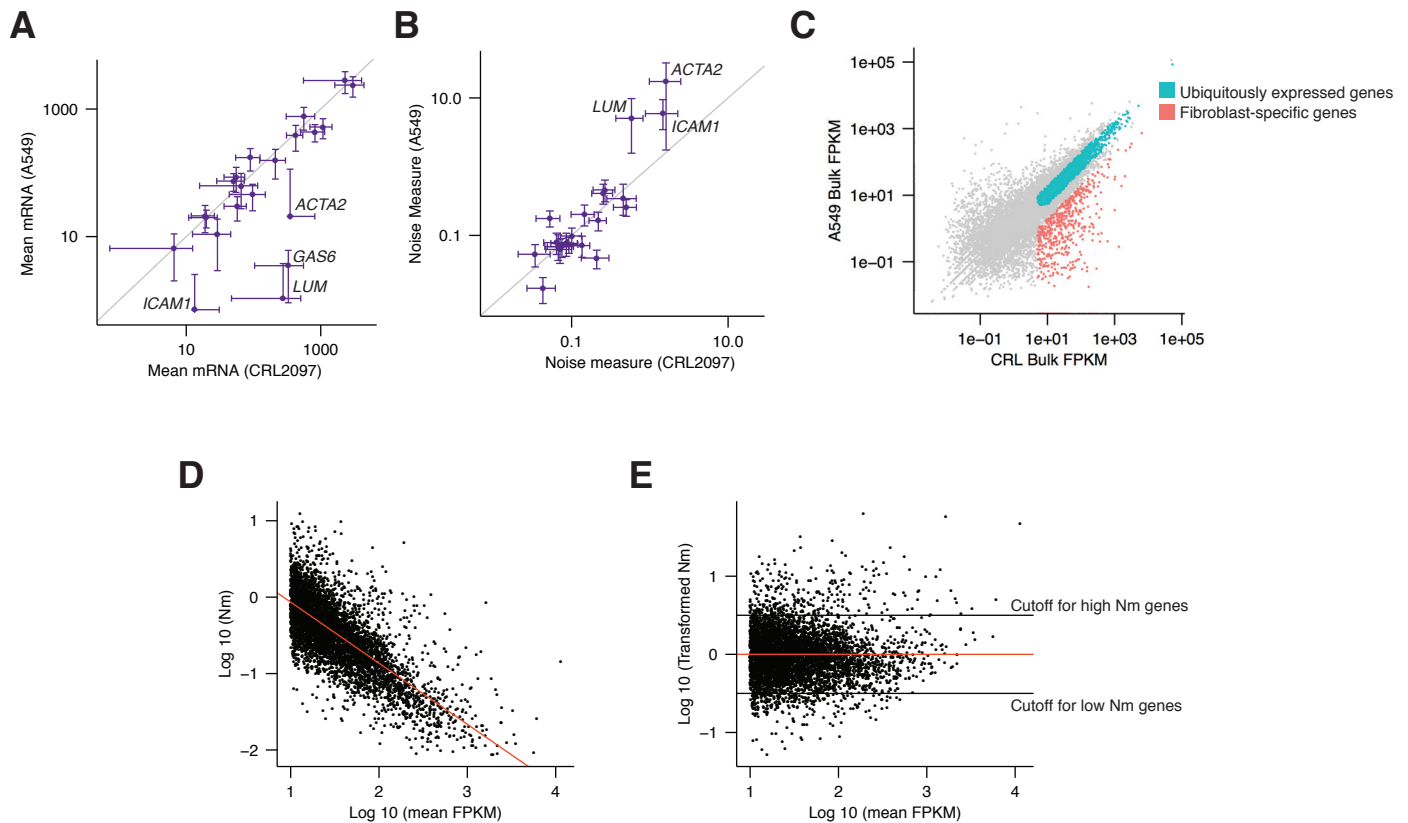 A
Mean mRNA (A549)
1000
10
ACTA2
GAS6
LUM
ICAM1
10
1000
Mean mRNA (CRL2097)
B
Noise Measure (A549)
10.0
0.1
ACTA2
LUM
ICAM1
0.1
10.0
Noise measure (CRL2097)
C
A549 Bulk FPKM
1e+05
1e+03
1e+01
1e−01
Ubiquitously expressed genes
Fibroblast-specific genes
1e−01
1e+01
1e+03
1e+05
CRL Bulk FPKM
D
Log 10 (Nm)
1
0
−1
−2
1
2
3
4
Log 10 (mean FPKM)
E
Log 10 (Transformed Nm)
1
0
−1
Cutoff for high Nm genes
Cutoff for low Nm genes
1
2
3
4
Log 10 (mean FPKM)